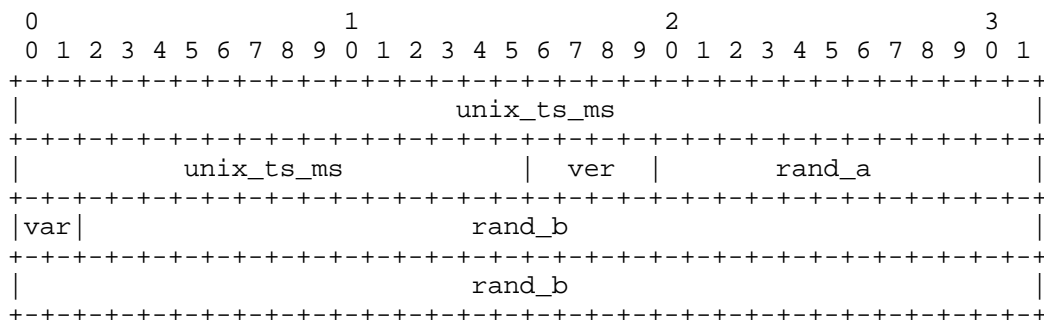 0                   1                   2                   3
 0 1 2 3 4 5 6 7 8 9 0 1 2 3 4 5 6 7 8 9 0 1 2 3 4 5 6 7 8 9 0 1
+-+-+-+-+-+-+-+-+-+-+-+-+-+-+-+-+-+-+-+-+-+-+-+-+-+-+-+-+-+-+-+-+
|                           unix_ts_ms                          |
+-+-+-+-+-+-+-+-+-+-+-+-+-+-+-+-+-+-+-+-+-+-+-+-+-+-+-+-+-+-+-+-+
|          unix_ts_ms           |  ver  |       rand_a          |
+-+-+-+-+-+-+-+-+-+-+-+-+-+-+-+-+-+-+-+-+-+-+-+-+-+-+-+-+-+-+-+-+
|var|                        rand_b                             |
+-+-+-+-+-+-+-+-+-+-+-+-+-+-+-+-+-+-+-+-+-+-+-+-+-+-+-+-+-+-+-+-+
|                            rand_b                             |
+-+-+-+-+-+-+-+-+-+-+-+-+-+-+-+-+-+-+-+-+-+-+-+-+-+-+-+-+-+-+-+-+